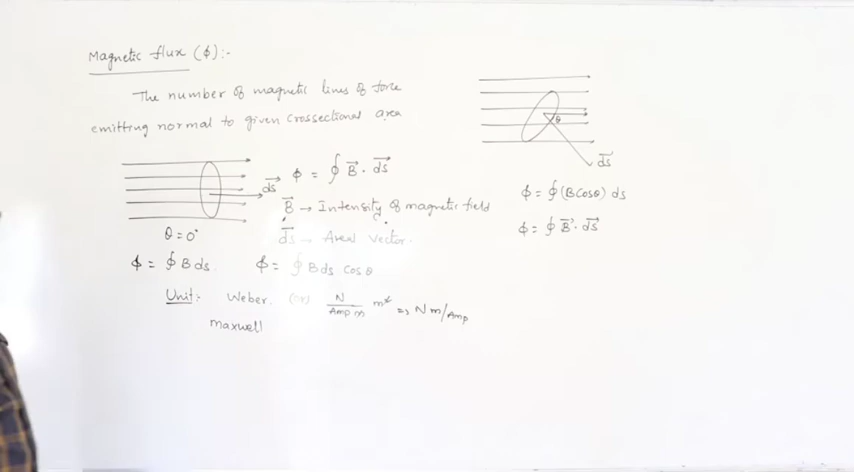 Magnetic flux (ϕ):-
The number of magnetic lines of force
emitting normal to given crossectional area
ds⃗
ϕ = ∮ B⃗ . ds⃗
B⃗ → Intensity of magnetic field
ds⃗ → Areal vector.
θ = 0°
ϕ = ∮ B ds.
ϕ = ∮ B ds cos θ
Unit:- Weber. (or) N/Amp m m² => N m/Amp
maxwell
θ
ds⃗
ϕ = ∮ (B cosθ) ds
ϕ = ∮ B⃗ . ds⃗